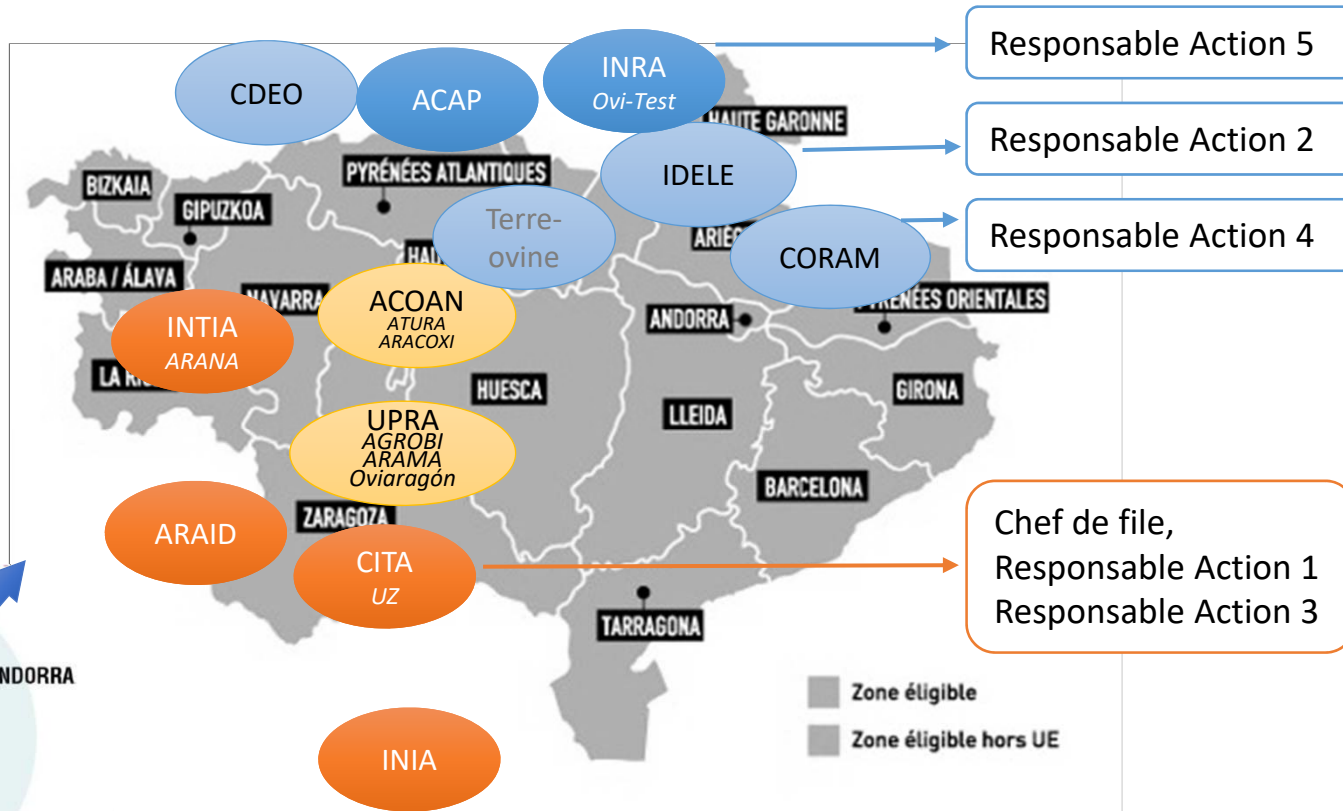 Responsable Action 5
INRA
Ovi-Test
CDEO
ACAP
HAUTE GARONNE
Responsable Action 2
IDELE
PYRÉNÉES ATLANTIQUES
BIZKAIA
GIPUZKOA
Terre-
ovine
Responsable Action 4
CORAM
ARABA / ÁLAVA
NAVARRA
ACOAN
ATURA
ARACOXI
PYRÉNÉES ORIENTALES
ANDORRA
INTIA
ARANA
HUESCA
GIRONA
LLEIDA
UPRA
AGROBI
ARAMA
Oviaragón
BARCELONA
ZARAGOZA
ARAID
CITA
UZ
Chef de file,
Responsable Action 1
Responsable Action 3
TARRAGONA
NDORRA
Zone éligible
Zone éligible hors UE
INIA